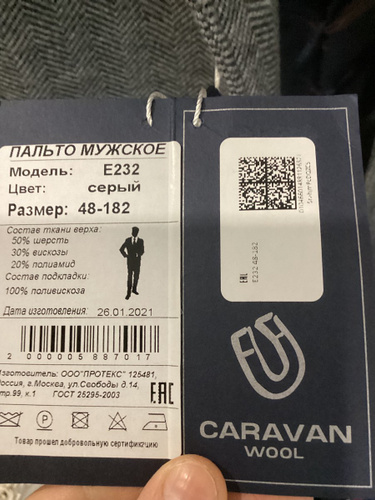 ПАЛЬТО МУЖСКОЕ
Модель: E232
Цвет: серый
Размер: 48-182
Состав ткани верха:
50% шерсть
30% вискозы
20% полиамид
Состав подкладки:
100% поливискоза
Дата изготовления: 26.01.2021
2 000005 887017
Изготовитель: ООО"ПРОТЕКС" 125481,
Россия, г.Москва, ул.Свободы д.14,
стр.99, к.1 ГОСТ 25295-2003
EAC
P
Товар прошел добровольную сертификацию
EAC
E232 48-182
CARAVAN
WOOL